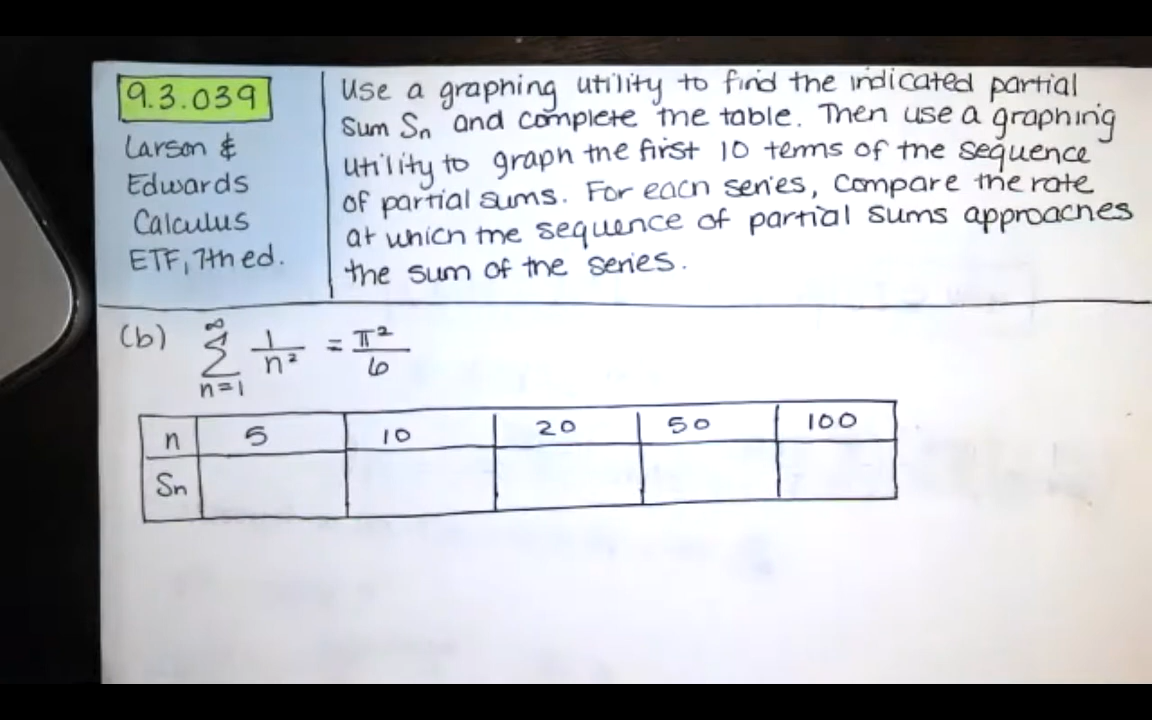 9.3.039
Larson &
Edwards
Calculus
ETF, 7th ed.
Use a graphing utility to find the indicated partial
sum Sₙ and complete the table. Then use a graphing
utility to graph the first 10 terms of the sequence
of partial sums. For each series, compare the rate
at which the sequence of partial sums approaches
the sum of the series.
(b) ∑_{n=1}^{∞} 1/n² = π²/6
n 5 10 20 50 100
Sₙ